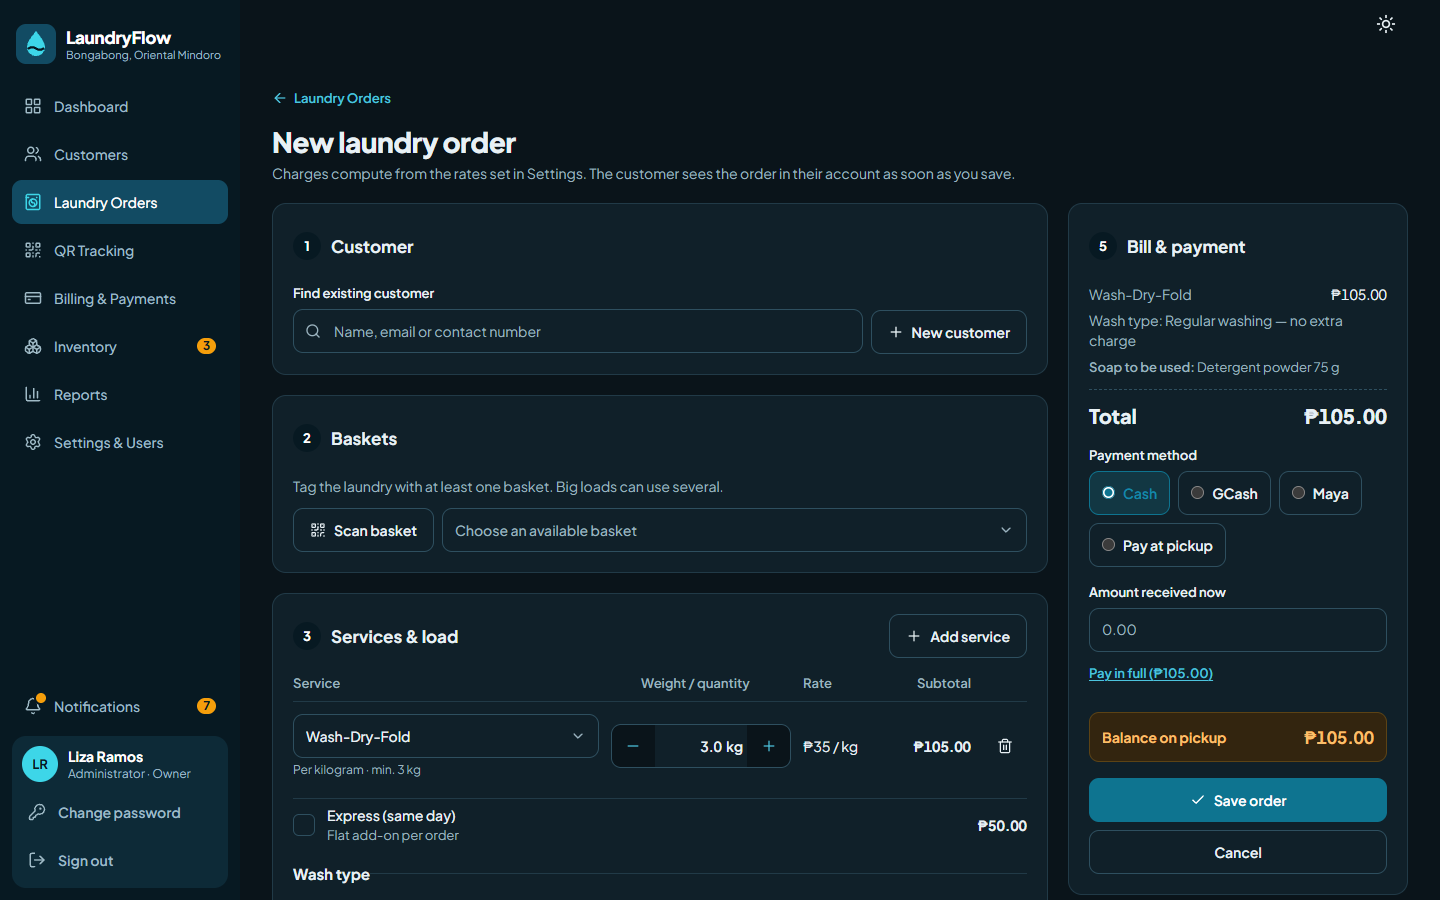 LaundryFlow
Bongabong, Oriental Mindoro
Dashboard
Customers
Laundry Orders
QR Tracking
Billing & Payments
Inventory
3
Reports
Settings & Users
Notifications
7
LR
Liza Ramos
Administrator · Owner
Change password
Sign out
Laundry Orders
New laundry order
Charges compute from the rates set in Settings. The customer sees the order in their account as soon as you save.
1 Customer
Find existing customer
Name, email or contact number
New customer
2 Baskets
Tag the laundry with at least one basket. Big loads can use several.
Scan basket
Choose an available basket
3 Services & load
Add service
Service Weight / quantity Rate Subtotal
Wash-Dry-Fold
3.0 kg
₱35 / kg
₱105.00
Per kilogram · min. 3 kg
Express (same day)
Flat add-on per order
₱50.00
Wash type
5 Bill & payment
Wash-Dry-Fold ₱105.00
Wash type: Regular washing — no extra
charge
Soap to be used: Detergent powder 75 g
Total ₱105.00
Payment method
Cash
GCash
Maya
Pay at pickup
Amount received now
0.00
Pay in full (₱105.00)
Balance on pickup ₱105.00
Save order
Cancel